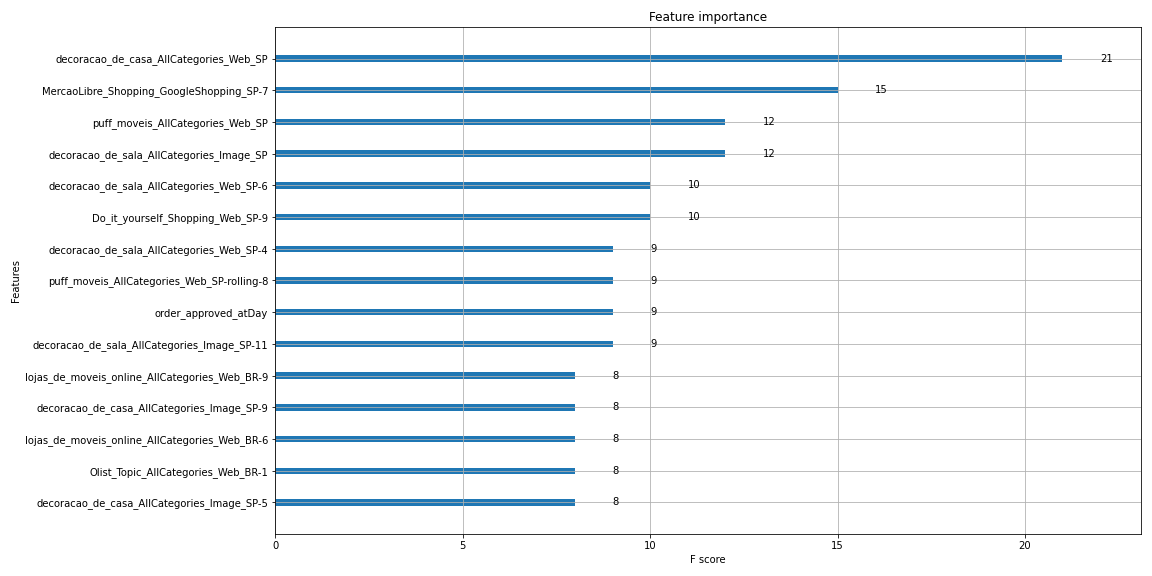 Feature importance
decoracao_de_casa_AllCategories_Web_SP 21
MercaoLibre_Shopping_GoogleShopping_SP-7 15
puff_moveis_AllCategories_Web_SP 12
decoracao_de_sala_AllCategories_Image_SP 12
decoracao_de_sala_AllCategories_Web_SP-6 10
Do_it_yourself_Shopping_Web_SP-9 10
decoracao_de_sala_AllCategories_Web_SP-4 9
puff_moveis_AllCategories_Web_SP-rolling-8 9
order_approved_atDay 9
decoracao_de_sala_AllCategories_Image_SP-11 9
lojas_de_moveis_online_AllCategories_Web_BR-9 8
decoracao_de_casa_AllCategories_Image_SP-9 8
lojas_de_moveis_online_AllCategories_Web_BR-6 8
Olist_Topic_AllCategories_Web_BR-1 8
decoracao_de_casa_AllCategories_Image_SP-5 8
Features
0 5 10 15 20
F score